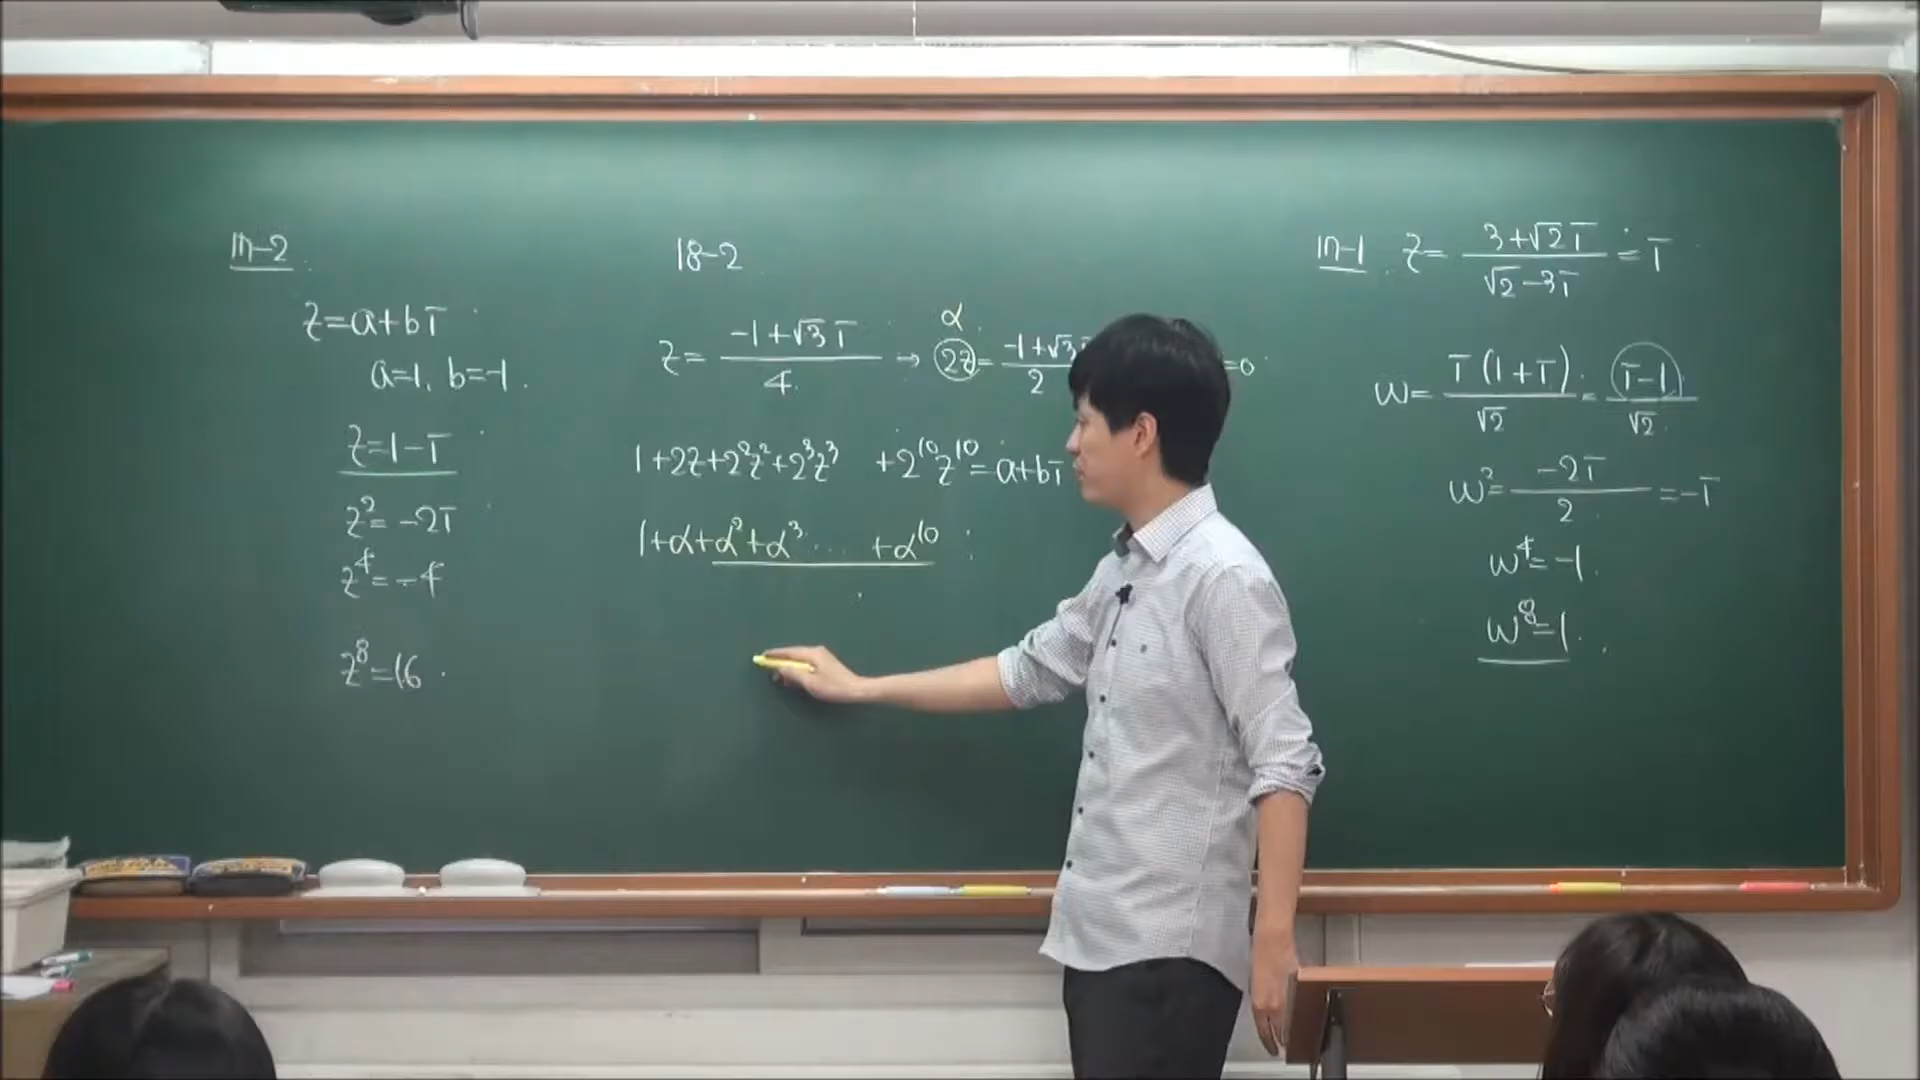 17-2
z=a+bi
a=1, b=-1.
z=1-i
z²=-2i
z⁴=-4
z⁸=16
18-2
z= (-1+√3 i)/4 → 2z= (-1+√3 i)/2 =0
α
1+2z+2²z²+2³z³ +2¹⁰z¹⁰=a+bi
1+α+α²+α³ ... +α¹⁰
17-1 z= (3+√2 i)/(√2-3i) = i
w= i(1+i)/√2 = (i-1)/√2
w²= -2i/2 = -i
w⁴=-1.
w⁸=1.